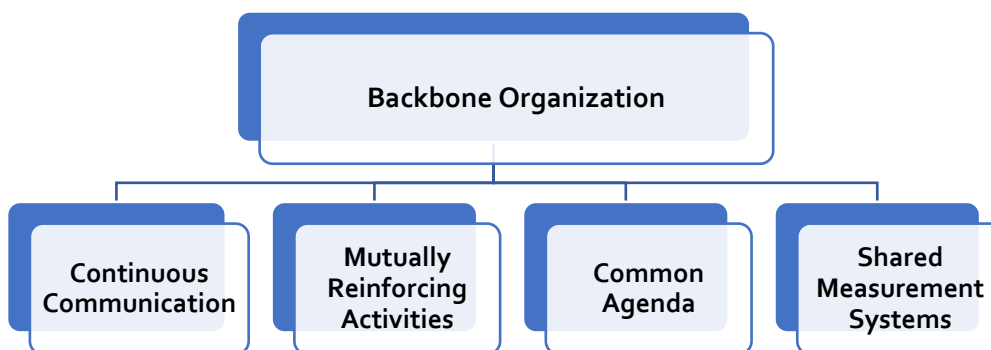 Backbone Organization
Continuous
Communication
Mutually
Reinforcing
Activities
Common
Agenda
Shared
Measurement
Systems